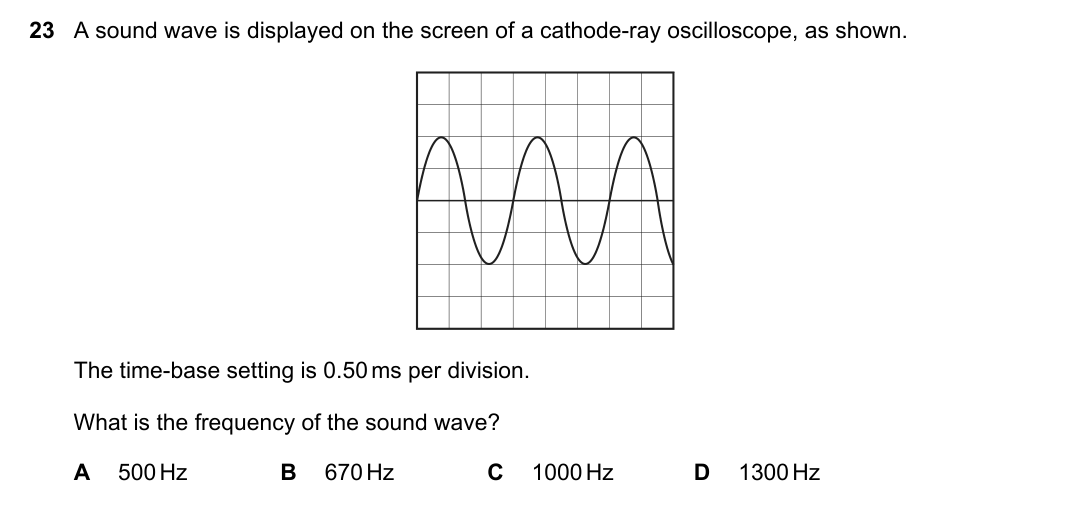 23 A sound wave is displayed on the screen of a cathode-ray oscilloscope, as shown.
The time-base setting is 0.50 ms per division.
What is the frequency of the sound wave?
A 500 Hz B 670 Hz C 1000 Hz D 1300 Hz